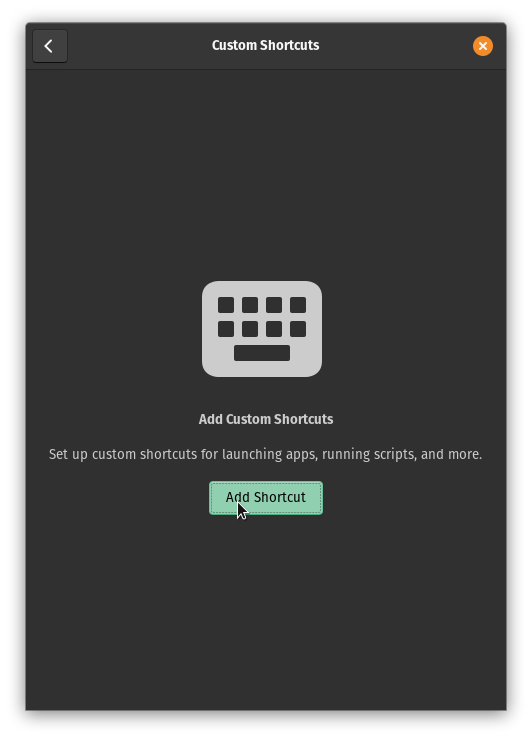 Custom Shortcuts
Add Custom Shortcuts
Set up custom shortcuts for launching apps, running scripts, and more.
Add Shortcut